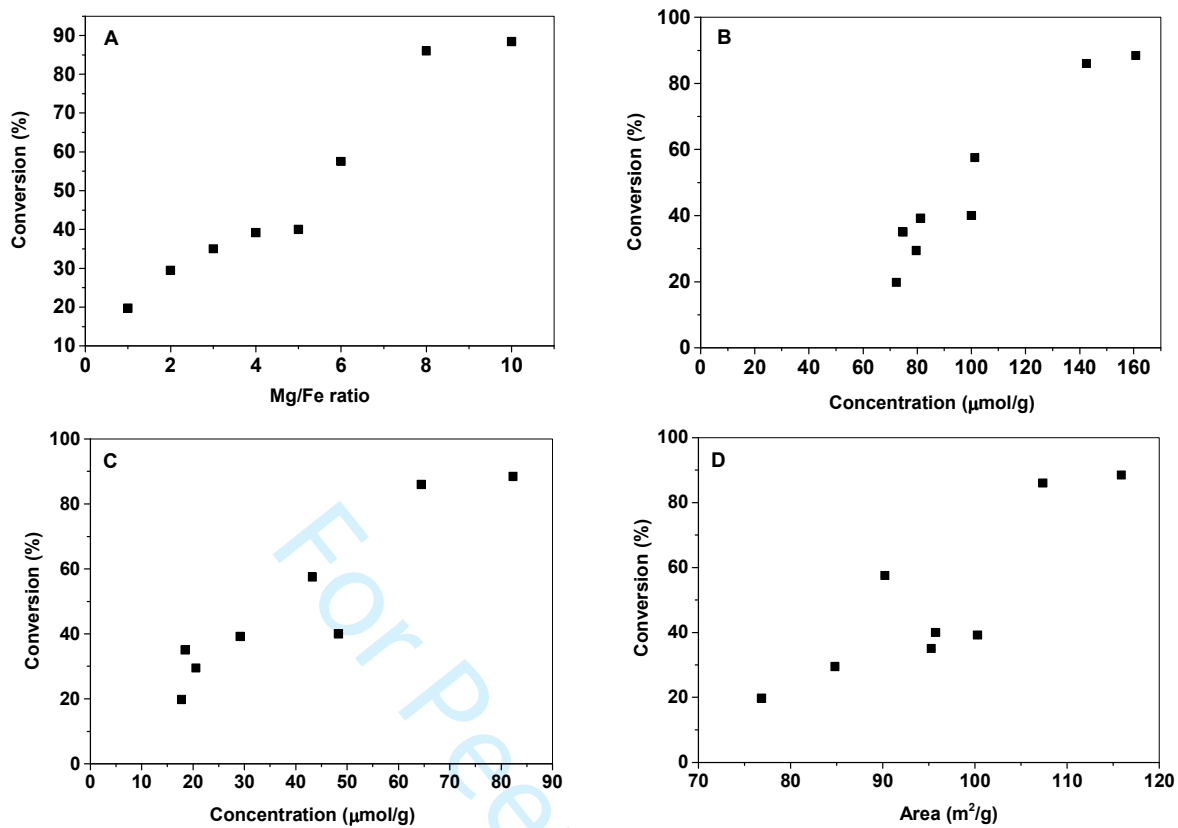 A
Conversion (%)
90
80
70
60
50
40
30
20
10
0 2 4 6 8 10
Mg/Fe ratio
B
Conversion (%)
100
80
60
40
20
0
0 20 40 60 80 100 120 140 160
Concentration (μmol/g)
C
Conversion (%)
100
80
60
40
20
0
0 10 20 30 40 50 60 70 80 90
Concentration (μmol/g)
D
Conversion (%)
100
80
60
40
20
0
70 80 90 100 110 120
Area (m²/g)
For Pee